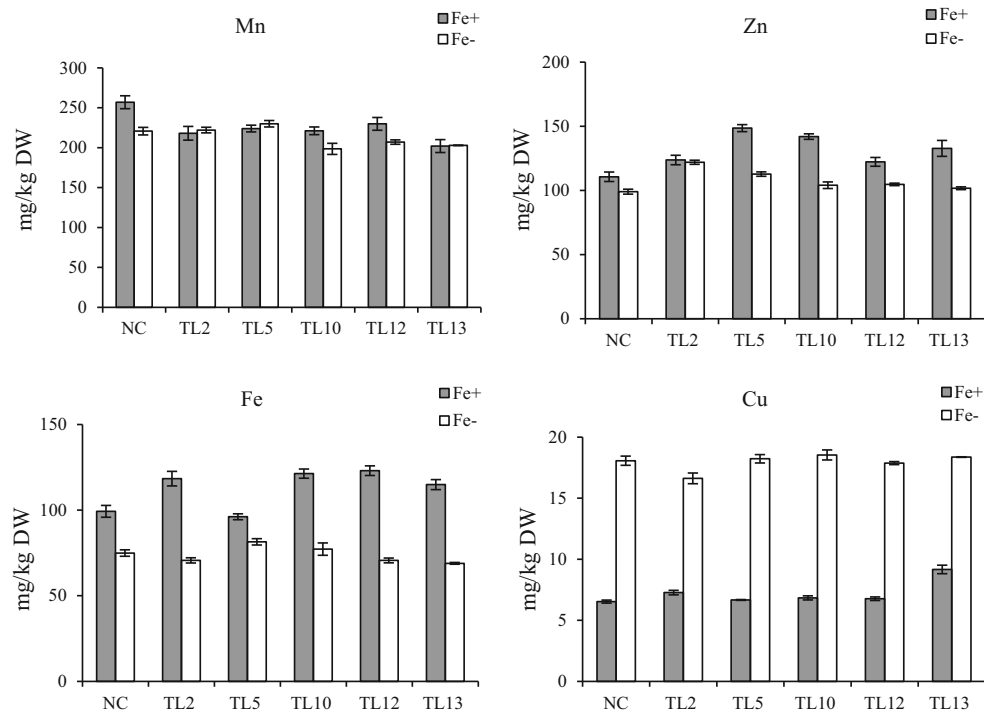 Mn
Fe+
Fe-
mg/kg DW
300
250
200
150
100
50
0
NC TL2 TL5 TL10 TL12 TL13
Zn
Fe+
Fe-
mg/kg DW
200
150
100
50
0
NC TL2 TL5 TL10 TL12 TL13
Fe
Fe+
Fe-
mg/kg DW
150
100
50
0
NC TL2 TL5 TL10 TL12 TL13
Cu
Fe+
Fe-
mg/kg DW
20
15
10
5
0
NC TL2 TL5 TL10 TL12 TL13